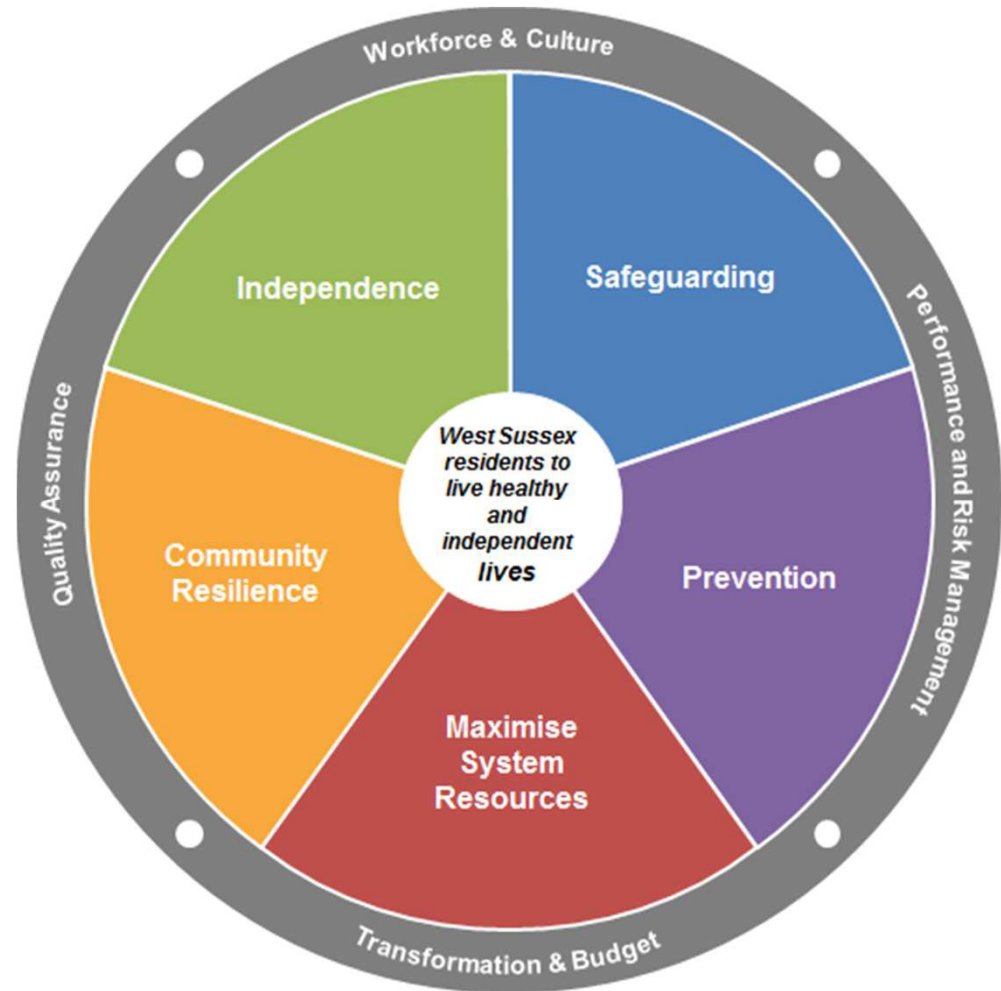 Workforce & Culture
Independence
Safeguarding
Performance and Risk Management
Quality Assurance
West Sussex
residents to
live healthy
and
independent
lives
Community
Resilience
Prevention
Maximise
System
Resources
Transformation & Budget